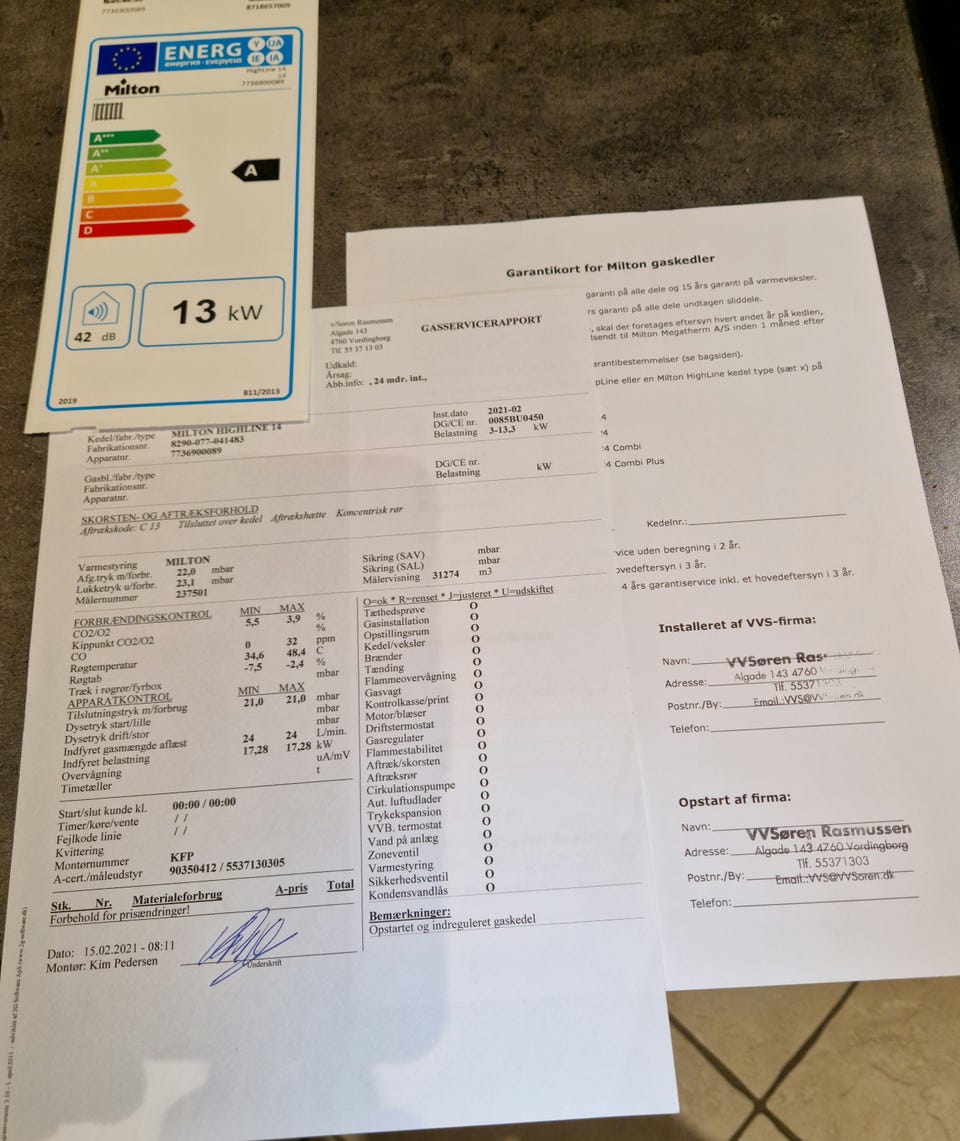 7736900089
8718657009
ENERG
Y IJA
IE IA
енергия · ενεργεια
HighLine 14
14
7736900089
Milton
A+++
A++
A+
A
B
C
D
A
42 dB
13 kW
2019
811/2013
Garantikort for Milton gaskedler
garanti på alle dele og 15 års garanti på varmeveksler.
rs garanti på alle dele undtagen sliddele.
, skal der foretages eftersyn hvert andet år på kedlen,
lsendt til Milton Megatherm A/S inden 1 måned efter
arantibestemmelser (se bagsiden).
pLine eller en Milton HighLine kedel type (sæt x) på
4
4
4 Combi
4 Combi Plus
Kedelnr.:
vice uden beregning i 2 år.
ovedeftersyn i 3 år.
4 års garantiservice inkl. et hovedeftersyn i 3 år.
Installeret af VVS-firma:
Navn: VVSøren Ras
Adresse: Algade 143 4760
Tlf. 5537
Postnr./By: Email.:VVS@VV
Telefon:
Opstart af firma:
Navn: VVSøren Rasmussen
Adresse: Algade 143 4760 Vordingborg
Tlf. 55371303
Postnr./By: Email.:VVS@VVSoren.dk
Telefon:
v/Søren Rasmussen
Algade 143
4760 Vordingborg
Tlf. 55 37 13 03
GASSERVICERAPPORT
Udkald:
Årsag:
Abb.info: , 24 mdr. int.,
Kedel/fabr./type MILTON HIGHLINE 14
Fabrikationsnr. 8290-077-041483
Apparatnr. 7736900089
Inst.dato 2021-02
DG/CE nr. 0085BU0450
Belastning 3-13,3 kW
Gasbl./fabr./type
Fabrikationsnr.
Apparatnr.
DG/CE nr.
Belastning kW
SKORSTEN- OG AFTRÆKSFORHOLD
Aftrækskode: C 13 Tilsluttet over kedel Aftrækshætte Koncentrisk rør
Varmestyring MILTON
Afg.tryk m/forbr. 22,0 mbar
Lukketryk u/forbr. 23,1 mbar
Målernummer 237501
Sikring (SAV) mbar
Sikring (SAL) mbar
Målervisning 31274 m3
FORBRÆNDINGSKONTROL MIN MAX
CO2/O2 5,5 3,9 %
Kippunkt CO2/O2 %
CO 0 32 ppm
Røgtemperatur 34,6 48,4 C
Røgtab -7,5 -2,4 %
Træk i røgrør/fyrbox mbar
APPARATKONTROL MIN MAX
Tilslutningstryk m/forbrug 21,0 21,0 mbar
Dysetryk start/lille mbar
Dysetryk drift/stor mbar
Indfyret gasmængde aflæst 24 24 L/min.
Indfyret belastning 17,28 17,28 kW
Overvågning uA/mV
Timetæller t
O=ok * R=renset * J=justeret * U=udskiftet
Tæthedsprøve O
Gasinstallation O
Opstillingsrum O
Kedel/veksler O
Brænder O
Tænding O
Flammeovervågning O
Gasvagt O
Kontrolkasse/print O
Motor/blæser O
Driftstermostat O
Gasregulater O
Flammestabilitet O
Aftræk/skorsten O
Aftræksrør O
Cirkulationspumpe O
Aut. luftudlader O
Trykekspansion O
VVB. termostat O
Vand på anlæg O
Zoneventil O
Varmestyring O
Sikkerhedsventil O
Kondensvandlås O
Start/slut kunde kl. 00:00 / 00:00
Timer/køre/vente / /
Fejlkode linie / /
Kvittering
Montørnummer KFP
A-cert./måleudstyr 90350412 / 5537130305
Stk. Nr. Materialeforbrug A-pris Total
Forbehold for prisændringer!
Bemærkninger:
Opstartet og indreguleret gaskedel
Dato: 15.02.2021 - 08:11
Montør: Kim Pedersen
Underskrift